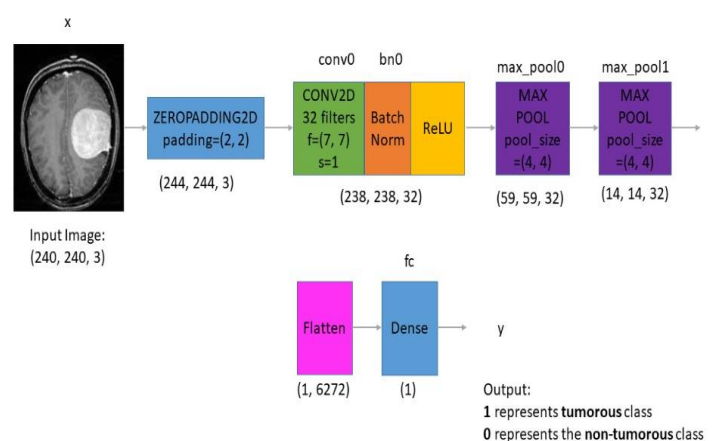 x
conv0
bn0
max_pool0
max_pool1
ZEROPADDING2D
padding=(2, 2)
CONV2D
32 filters
f=(7, 7)
s=1
Batch
Norm
ReLU
MAX
POOL
pool_size
=(4, 4)
MAX
POOL
pool_size
=(4, 4)
(244, 244, 3)
(238, 238, 32)
(59, 59, 32)
(14, 14, 32)
Input Image:
(240, 240, 3)
fc
Flatten
Dense
y
(1, 6272)
(1)
Output:
1 represents tumorous class
0 represents the non-tumorous class